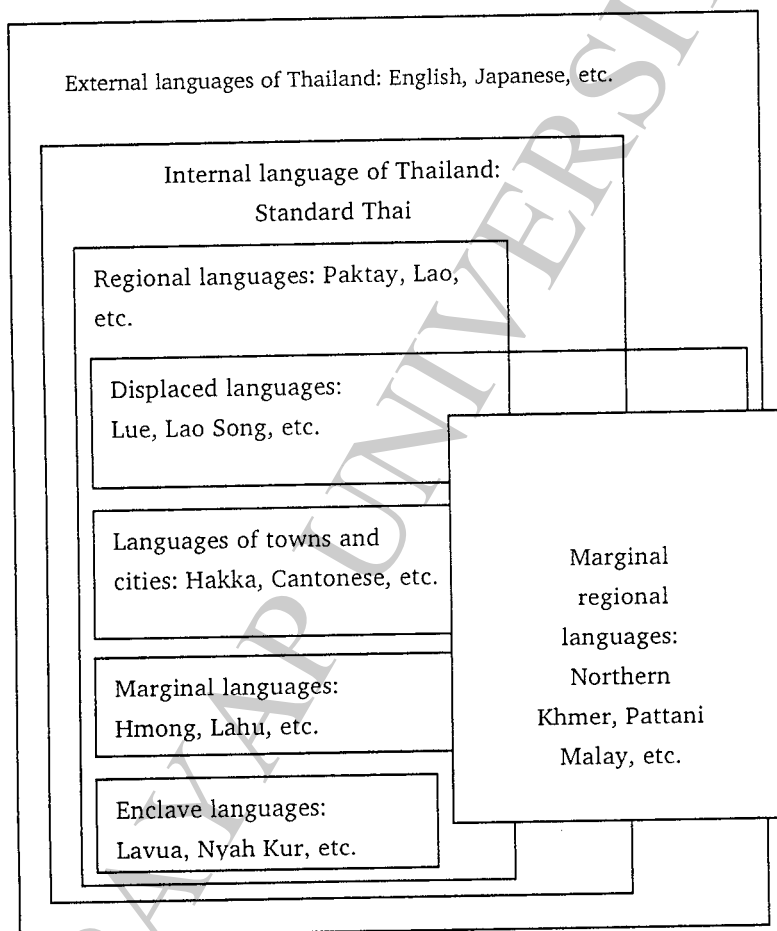 External languages of Thailand: English, Japanese, etc.
Internal language of Thailand:
Standard Thai
Regional languages: Paktay, Lao,
etc.
Displaced languages:
Lue, Lao Song, etc.
Languages of towns and
cities: Hakka, Cantonese, etc.
Marginal languages:
Hmong, Lahu, etc.
Enclave languages:
Lavua, Nyah Kur, etc.
Marginal
regional
languages:
Northern
Khmer, Pattani
Malay, etc.
AYAP UNIVERSI